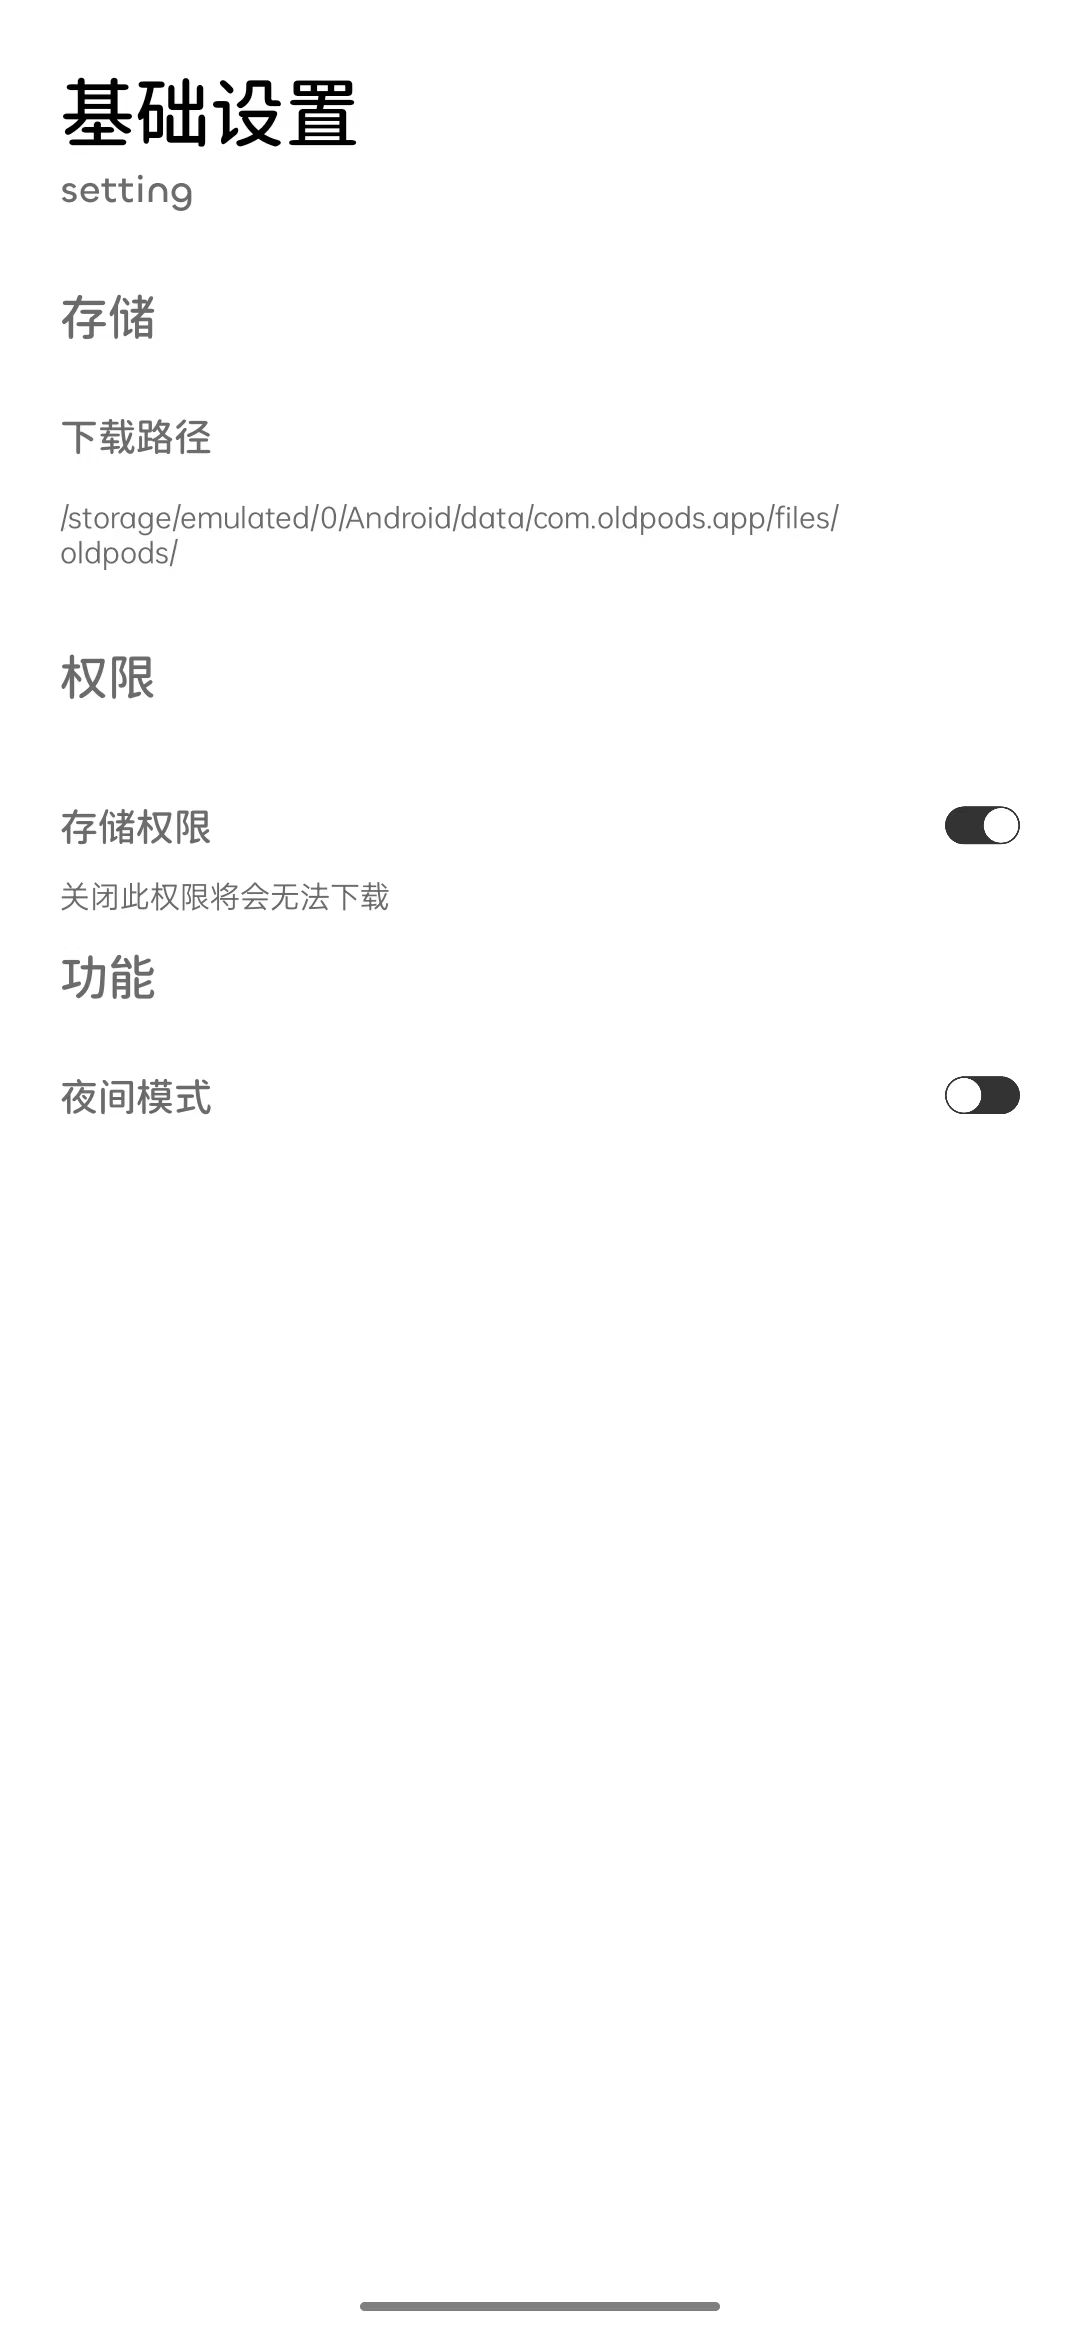 基础设置
setting
存储
下载路径
/storage/emulated/0/Android/data/com.oldpods.app/files/
oldpods/
权限
存储权限
关闭此权限将会无法下载
功能
夜间模式